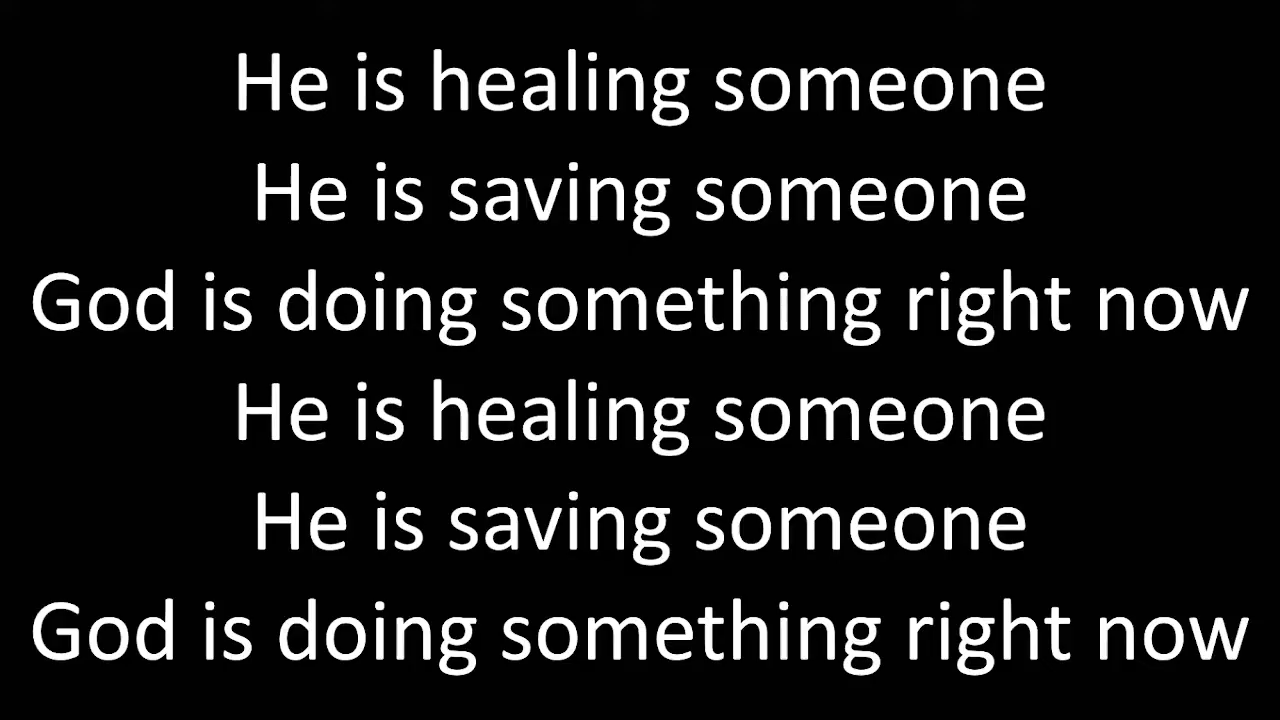 He is healing someone
He is saving someone
God is doing something right now
He is healing someone
He is saving someone
God is doing something right now